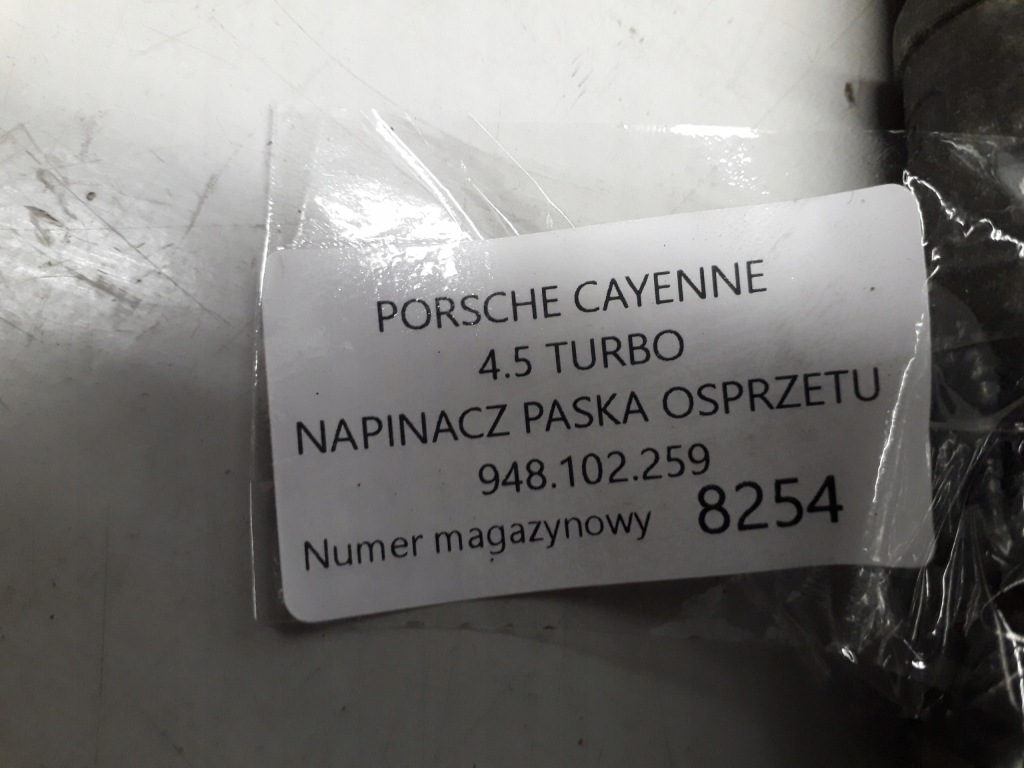 PORSCHE CAYENNE
4.5 TURBO
NAPINACZ PASKA OSPRZETU
948.102.259
Numer magazynowy 8254